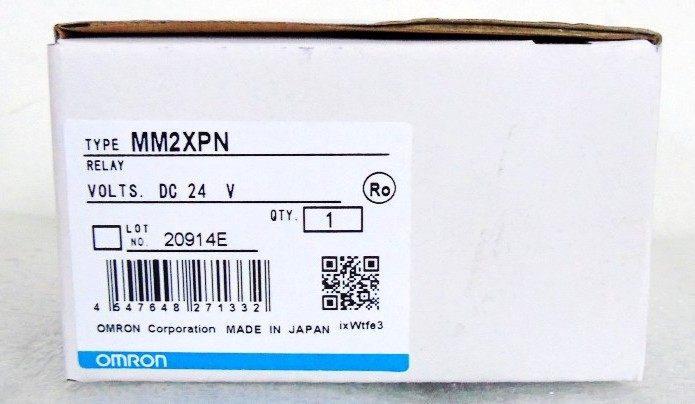 TYPE MM2XPN
RELAY
VOLTS. DC 24 V
Ro
QTY. 1
LOT NO. 20914E
4 547648 271332
OMRON Corporation MADE IN JAPAN ixWtfe3
OMRON